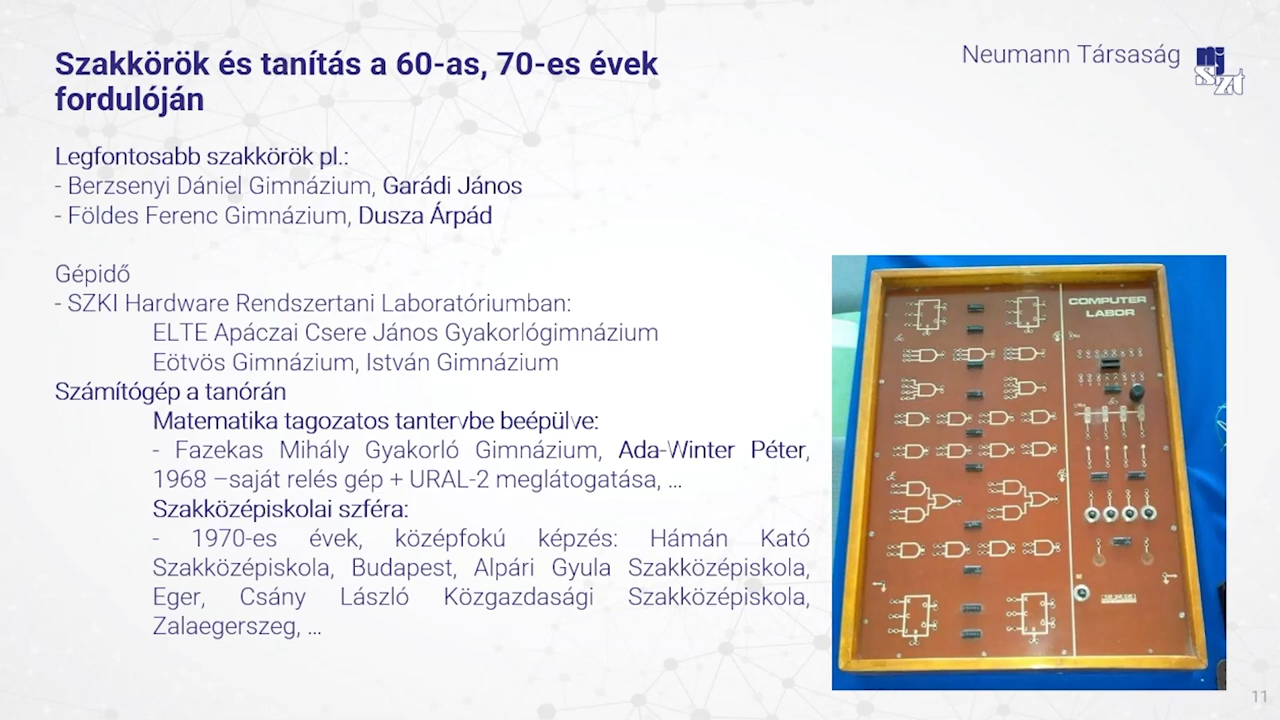 Szakkörök és tanítás a 60-as, 70-es évek
fordulóján
Neumann Társaság
nj
szt
Legfontosabb szakkörök pl.:
- Berzsenyi Dániel Gimnázium, Garádi János
- Földes Ferenc Gimnázium, Dusza Árpád
Gépidő
- SZKI Hardware Rendszertani Laboratóriumban:
ELTE Apáczai Csere János Gyakorlógimnázium
Eötvös Gimnázium, István Gimnázium
Számítógép a tanórán
Matematika tagozatos tantervbe beépülve:
- Fazekas Mihály Gyakorló Gimnázium, Ada-Winter Péter,
1968 –saját relés gép + URAL-2 meglátogatása, ...
Szakközépiskolai szféra:
- 1970-es évek, középfokú képzés: Hámán Kató
Szakközépiskola, Budapest, Alpári Gyula Szakközépiskola,
Eger, Csány László Közgazdasági Szakközépiskola,
Zalaegerszeg, ...
COMPUTER
LABOR
11